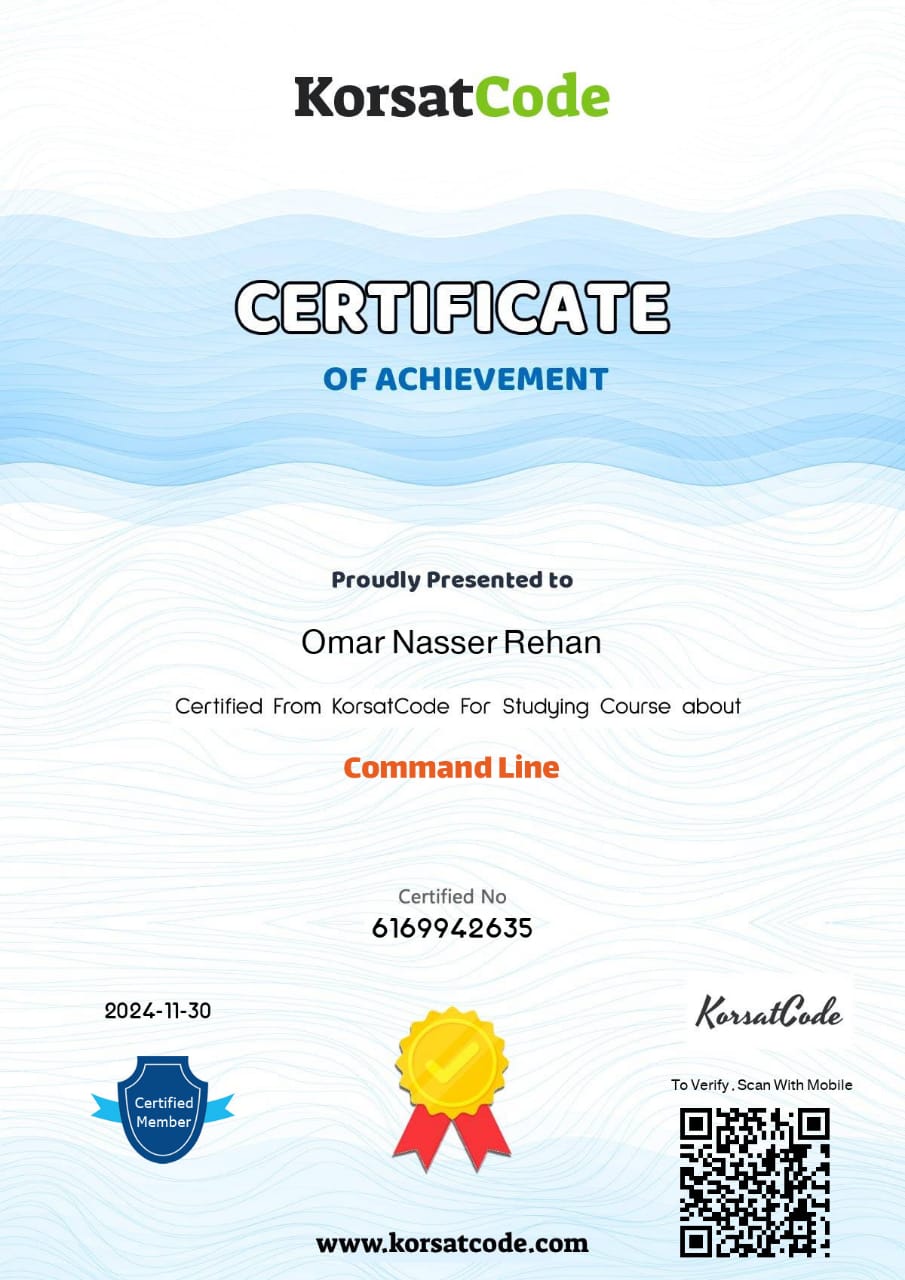 KorsatCode
CERTIFICATE
OF ACHIEVEMENT
Proudly Presented to
Omar Nasser Rehan
Certified From KorsatCode For Studying Course about
Command Line
Certified No
6169942635
2024-11-30
KorsatCode
Certified
Member
To Verify , Scan With Mobile
www.korsatcode.com